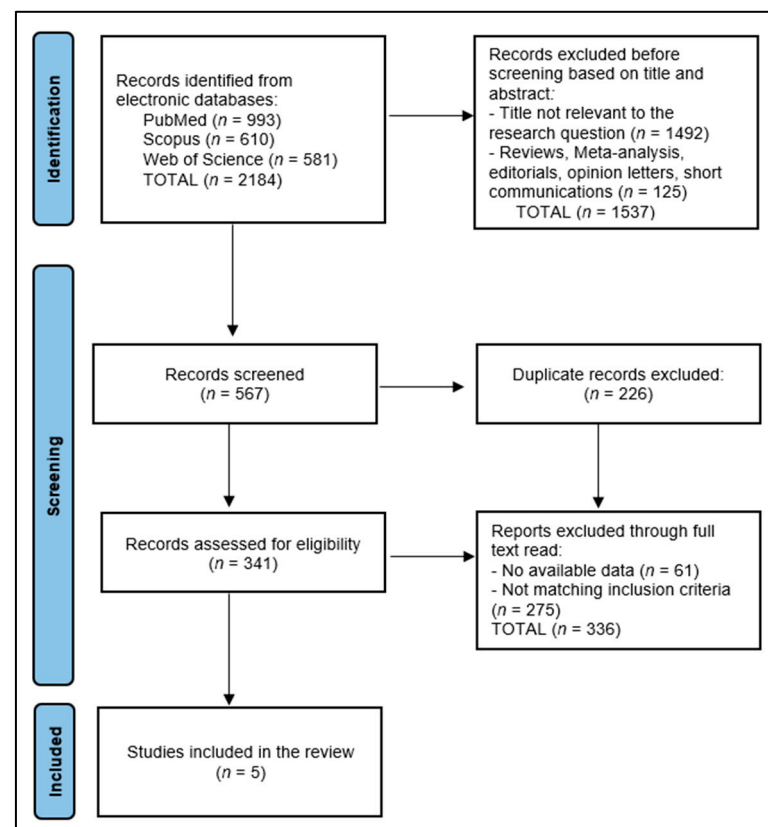 Identification
Records identified from
electronic databases:
PubMed (n = 993)
Scopus (n = 610)
Web of Science (n = 581)
TOTAL (n = 2184)
Records excluded before
screening based on title and
abstract:
- Title not relevant to the
research question (n = 1492)
- Reviews, Meta-analysis,
editorials, opinion letters, short
communications (n = 125)
TOTAL (n = 1537)
Screening
Records screened
(n = 567)
Duplicate records excluded:
(n = 226)
Records assessed for eligibility
(n = 341)
Reports excluded through full
text read:
- No available data (n = 61)
- Not matching inclusion criteria
(n = 275)
TOTAL (n = 336)
Included
Studies included in the review
(n = 5)